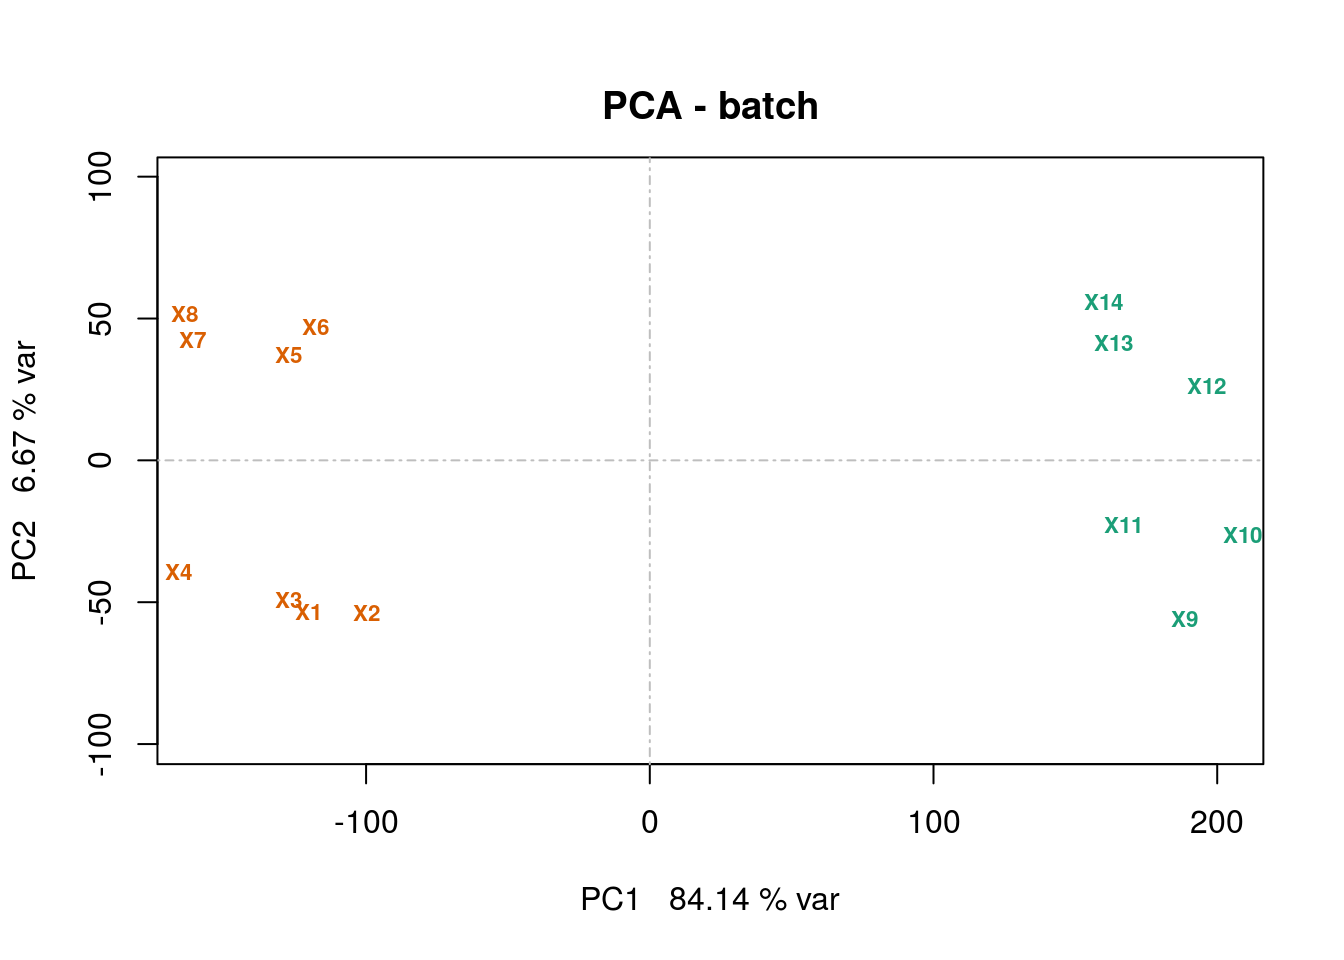 PCA - batch
PC2   6.67 % var
100
50
0
-50
-100
X8
X7
X6
X5
X14
X13
X12
X11
X10
X9
X4
X3
X1
X2
-100
0
100
200
PC1   84.14 % var